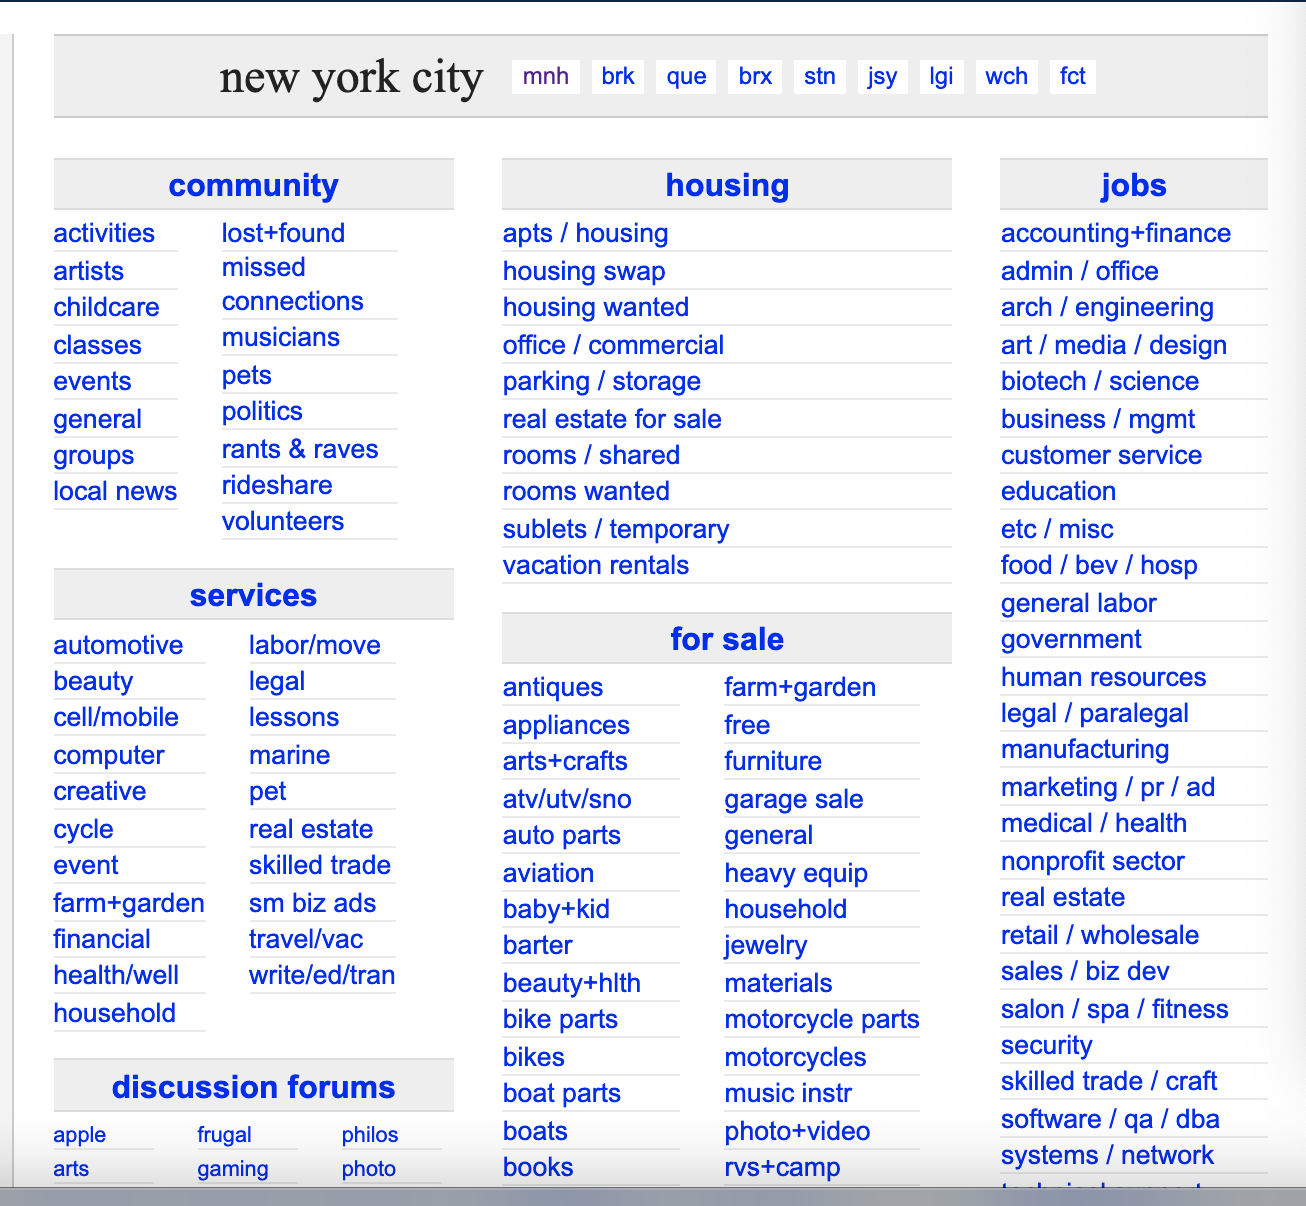 new york city mnh brk que brx stn jsy lgi wch fct
community
activities
artists
childcare
classes
events
general
groups
local news
lost+found
missed
connections
musicians
pets
politics
rants & raves
rideshare
volunteers
services
automotive
beauty
cell/mobile
computer
creative
cycle
event
farm+garden
financial
health/well
household
labor/move
legal
lessons
marine
pet
real estate
skilled trade
sm biz ads
travel/vac
write/ed/tran
discussion forums
apple
arts
frugal
gaming
philos
photo
housing
apts / housing
housing swap
housing wanted
office / commercial
parking / storage
real estate for sale
rooms / shared
rooms wanted
sublets / temporary
vacation rentals
for sale
antiques
appliances
arts+crafts
atv/utv/sno
auto parts
aviation
baby+kid
barter
beauty+hlth
bike parts
bikes
boat parts
boats
books
farm+garden
free
furniture
garage sale
general
heavy equip
household
jewelry
materials
motorcycle parts
motorcycles
music instr
photo+video
rvs+camp
jobs
accounting+finance
admin / office
arch / engineering
art / media / design
biotech / science
business / mgmt
customer service
education
etc / misc
food / bev / hosp
general labor
government
human resources
legal / paralegal
manufacturing
marketing / pr / ad
medical / health
nonprofit sector
real estate
retail / wholesale
sales / biz dev
salon / spa / fitness
security
skilled trade / craft
software / qa / dba
systems / network